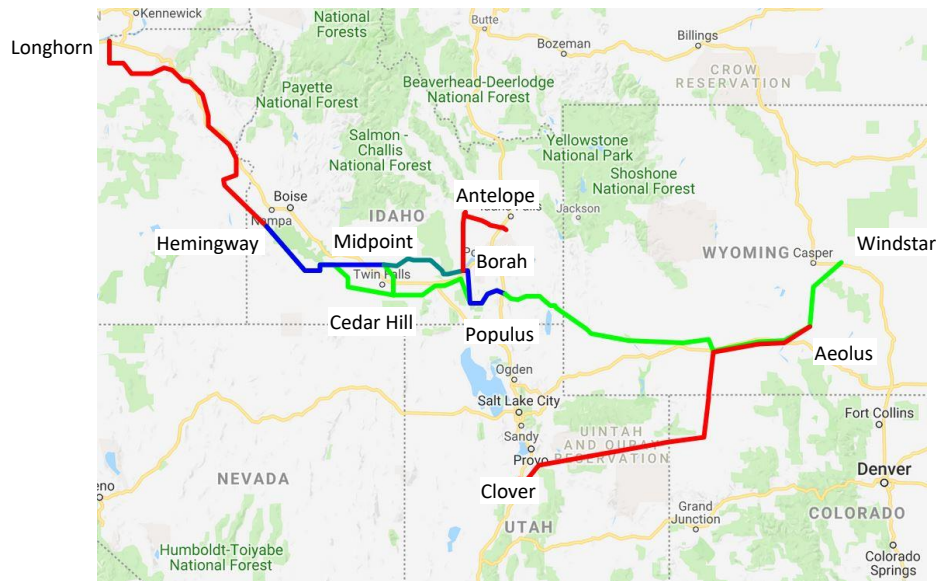 Kennewick
Longhorn
National
Forests
Butte
Bozeman
Billings
CROW
RESERVATION
Payette
National Forest
Beaverhead-Deerlodge
National Forest
Salmon -
Challis
National Forest
Yellowstone
National Park
Shoshone
National Forest
Boise
Nampa
IDAHO
Antelope
Idaho Falls
Jackson
Hemingway
Midpoint
Borah
WYOMING
Casper
Windstar
Twin Falls
Cedar Hill
Populus
Aeolus
Ogden
Salt Lake City
Sandy
Provo
UINTAH
AND OURAY
RESERVATION
Fort Collins
Clover
NEVADA
UTAH
Grand
Junction
Denver
COLORADO
Colorado
Springs
Humboldt-Toiyabe
National Forest